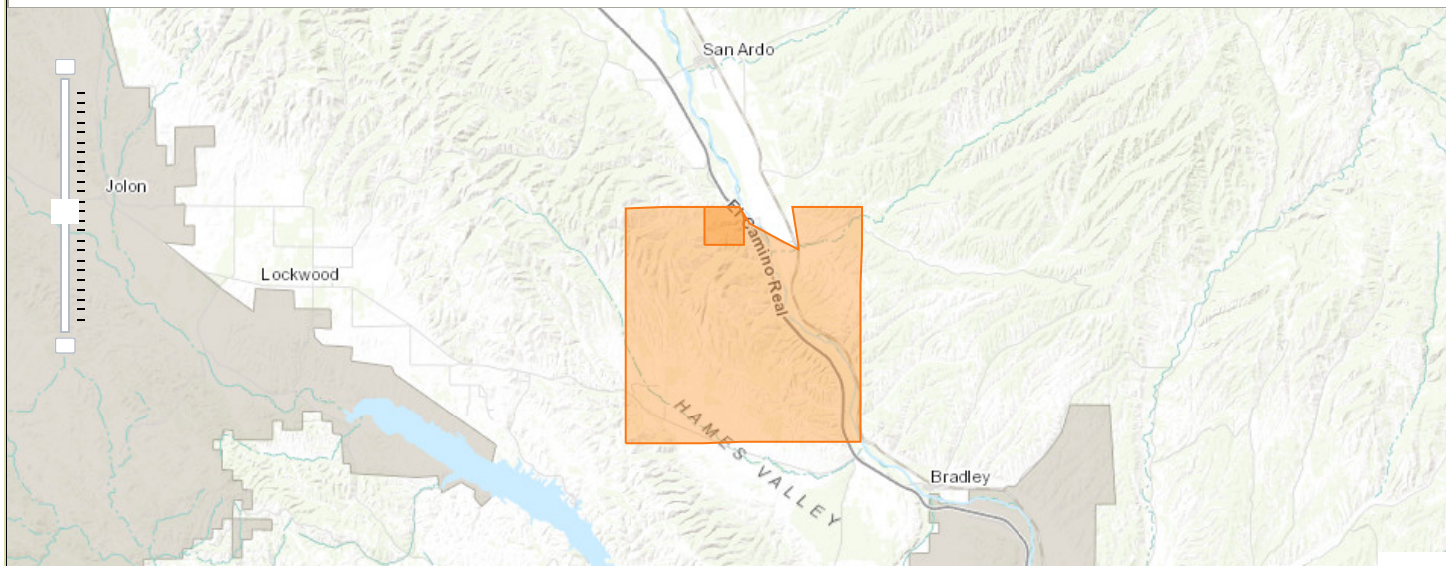 San Ardo
Jolon
El Camino Real
Lockwood
HAMES VALLEY
Bradley